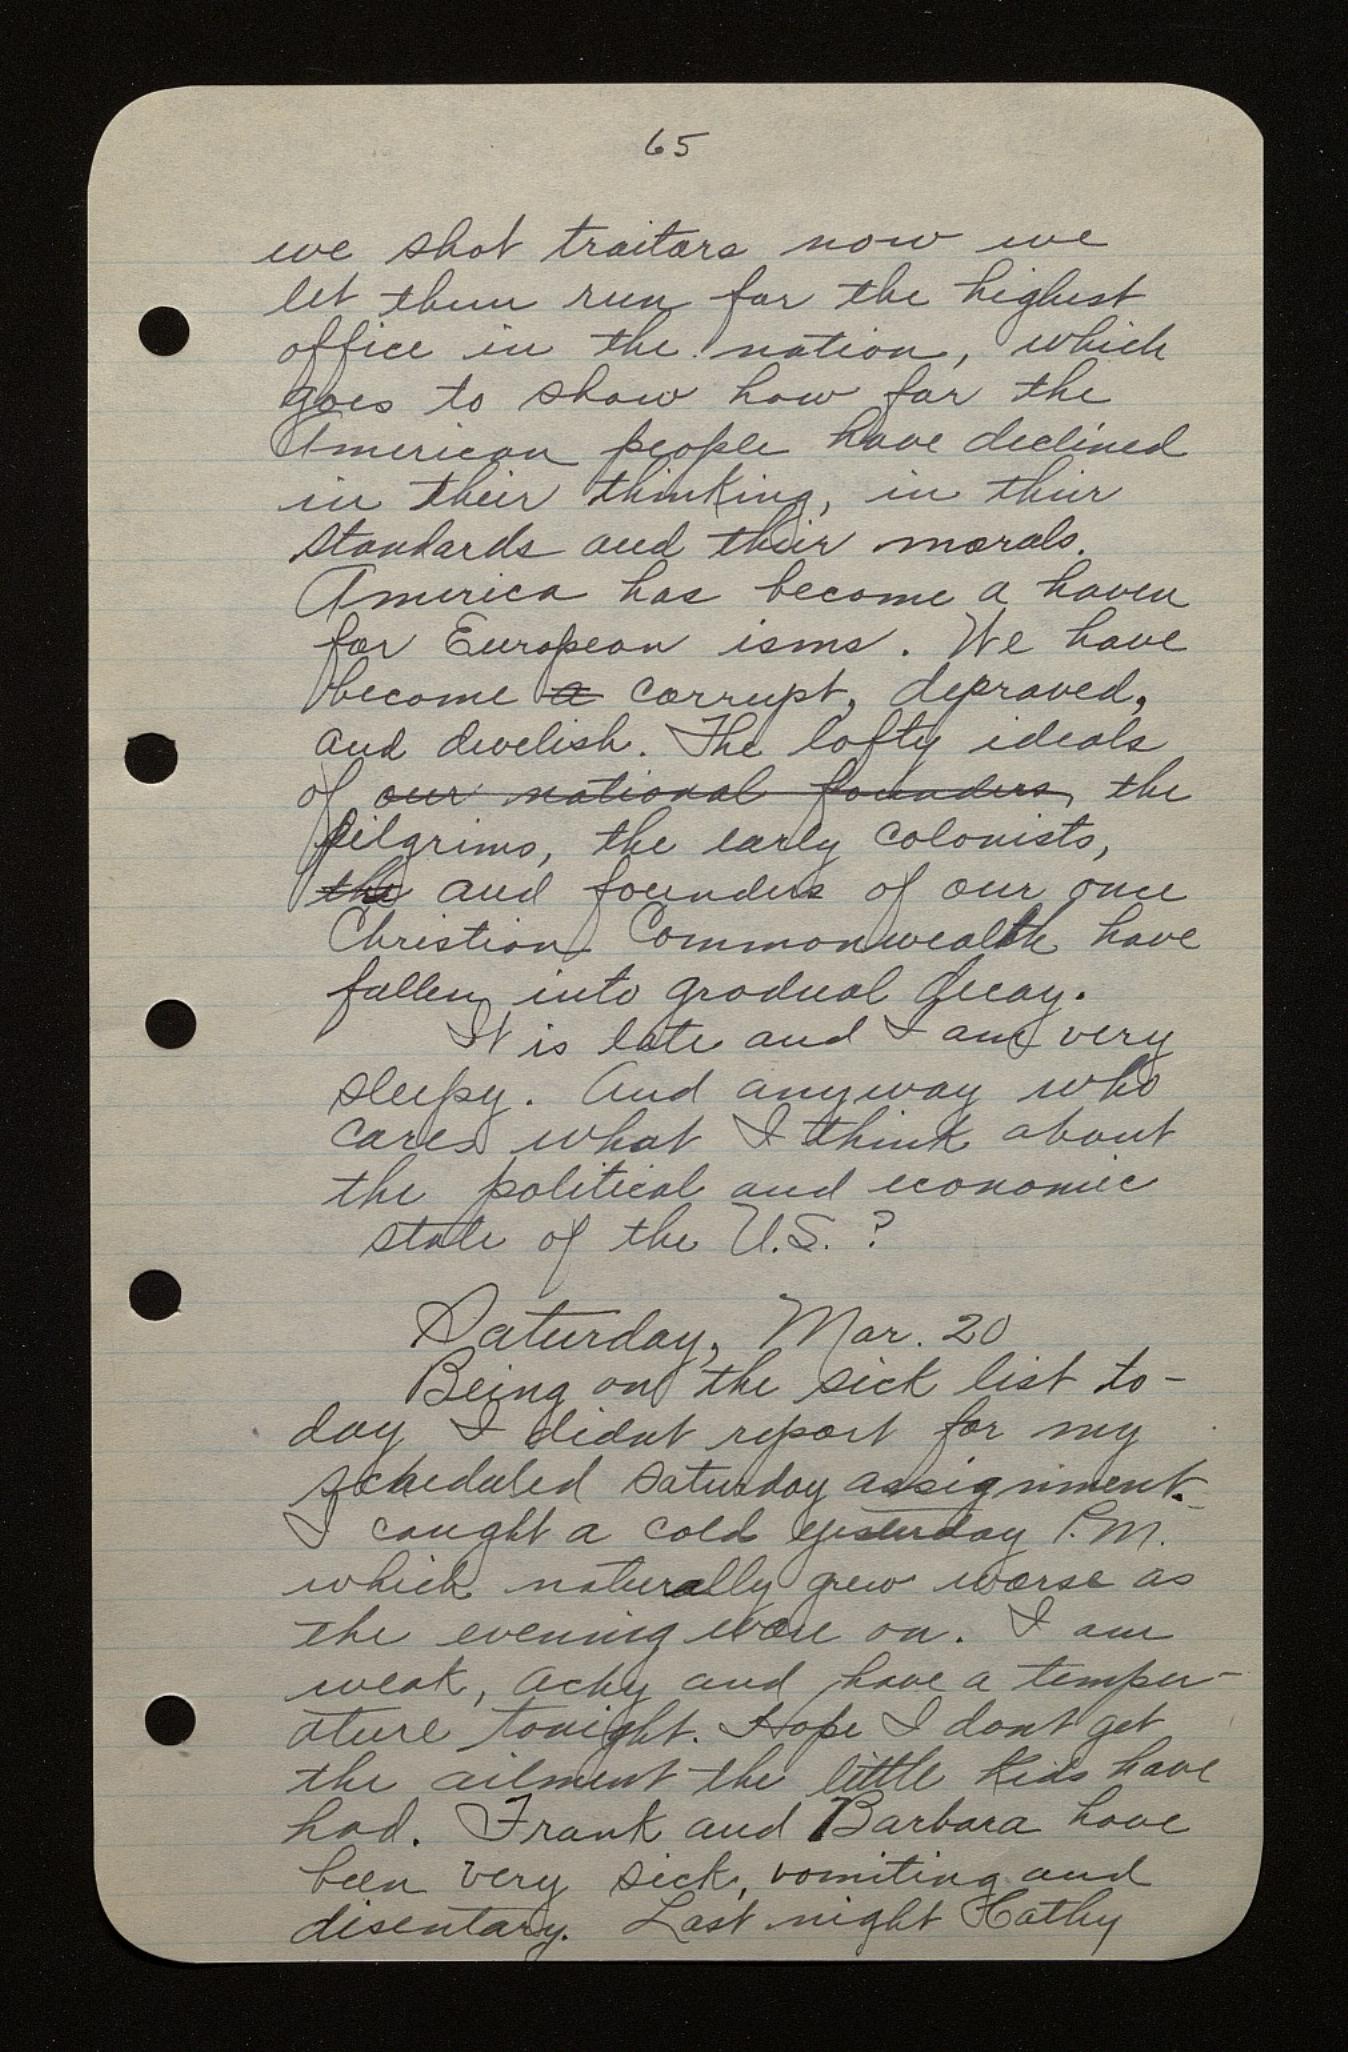 65
we shot traitors now we
let them run for the highest
office in the nation, which
goes to show how far the
American people have declined
in their thinking, in their
standards and their morals.
America has become a haven
for European isms. We have
become a corrupt, depraved,
and develish. The lofty ideals
of our national founders, the
pilgrims, the early colonists,
the and founders of our once
Christian Commonwealth have
fallen into gradual decay.
It is late and I am very
sleepy. And anyway who
cares what I think about
the political and economic
state of the U.S.?
Saturday, Mar. 20
Being on the sick list to-
day I didnt report for my
scheduled Saturday assignment.
I caught a cold yesterday P.M.
which naturally grew worse as
the evening wore on. I am
weak, achy and have a temper-
ature tonight. Hope I dont get
the ailment the little kids have
had. Frank and Barbara have
been very sick, vomiting and
disentary. Last night Kathy